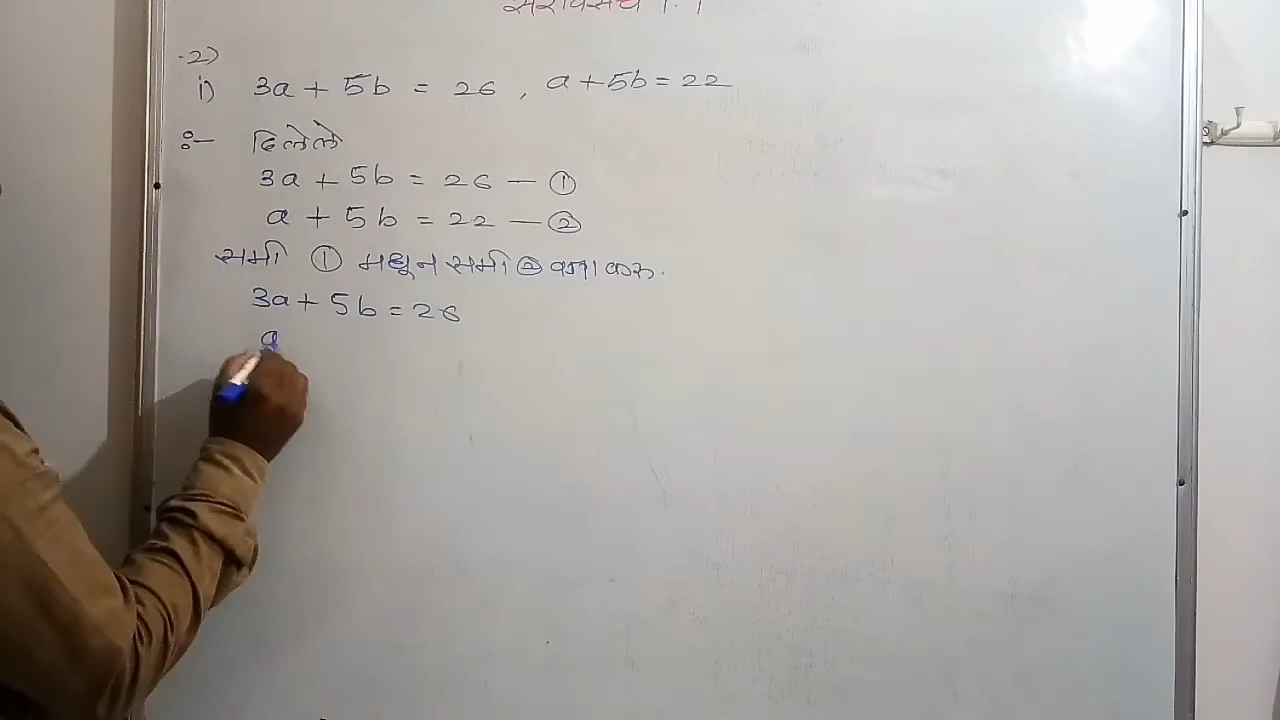 सरावसंच 1.1
2)
i) 3a + 5b = 26 , a + 5b = 22
:- दिलेले
3a + 5b = 26 — ①
a + 5b = 22 — ②
समी ① मधून समी ② वजा करू.
3a + 5b = 26
a